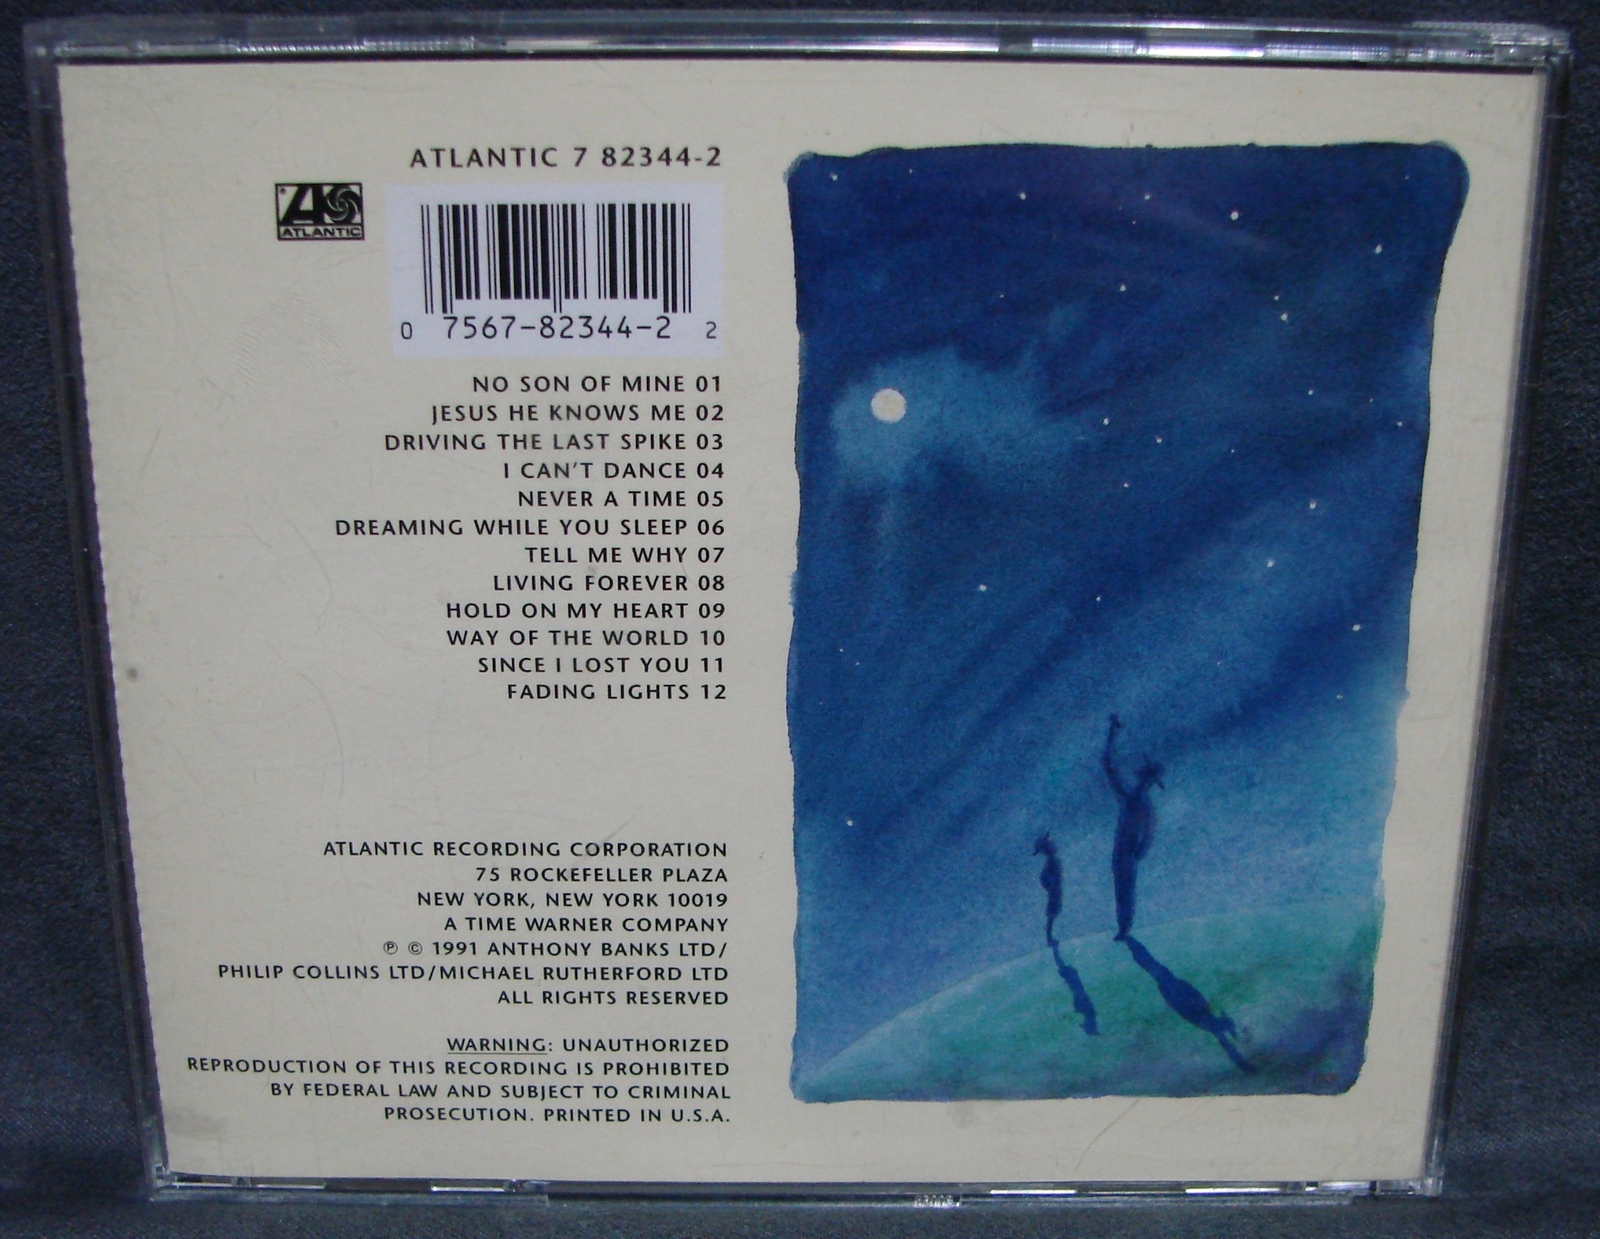 ATLANTIC 7 82344-2
ATLANTIC
0 7567-82344-2 2
NO SON OF MINE 01
JESUS HE KNOWS ME 02
DRIVING THE LAST SPIKE 03
I CAN'T DANCE 04
NEVER A TIME 05
DREAMING WHILE YOU SLEEP 06
TELL ME WHY 07
LIVING FOREVER 08
HOLD ON MY HEART 09
WAY OF THE WORLD 10
SINCE I LOST YOU 11
FADING LIGHTS 12
ATLANTIC RECORDING CORPORATION
75 ROCKEFELLER PLAZA
NEW YORK, NEW YORK 10019
A TIME WARNER COMPANY
℗ © 1991 ANTHONY BANKS LTD/
PHILIP COLLINS LTD/MICHAEL RUTHERFORD LTD
ALL RIGHTS RESERVED
WARNING: UNAUTHORIZED
REPRODUCTION OF THIS RECORDING IS PROHIBITED
BY FEDERAL LAW AND SUBJECT TO CRIMINAL
PROSECUTION. PRINTED IN U.S.A.